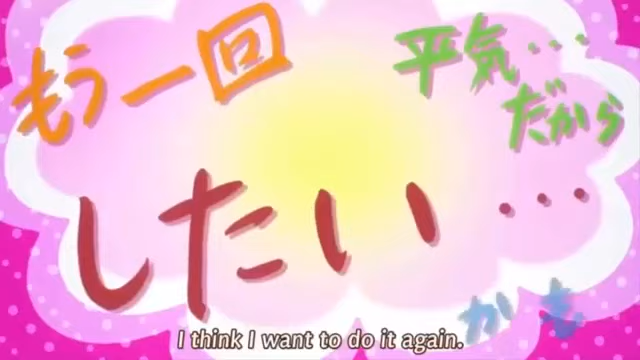 もう一回
平気・・・
だから
したい・・・
かも
I think I want to do it again.